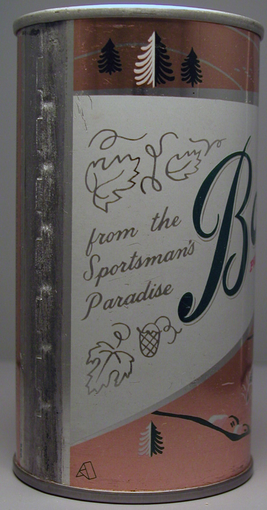 from the
Sportsman's
Paradise
B